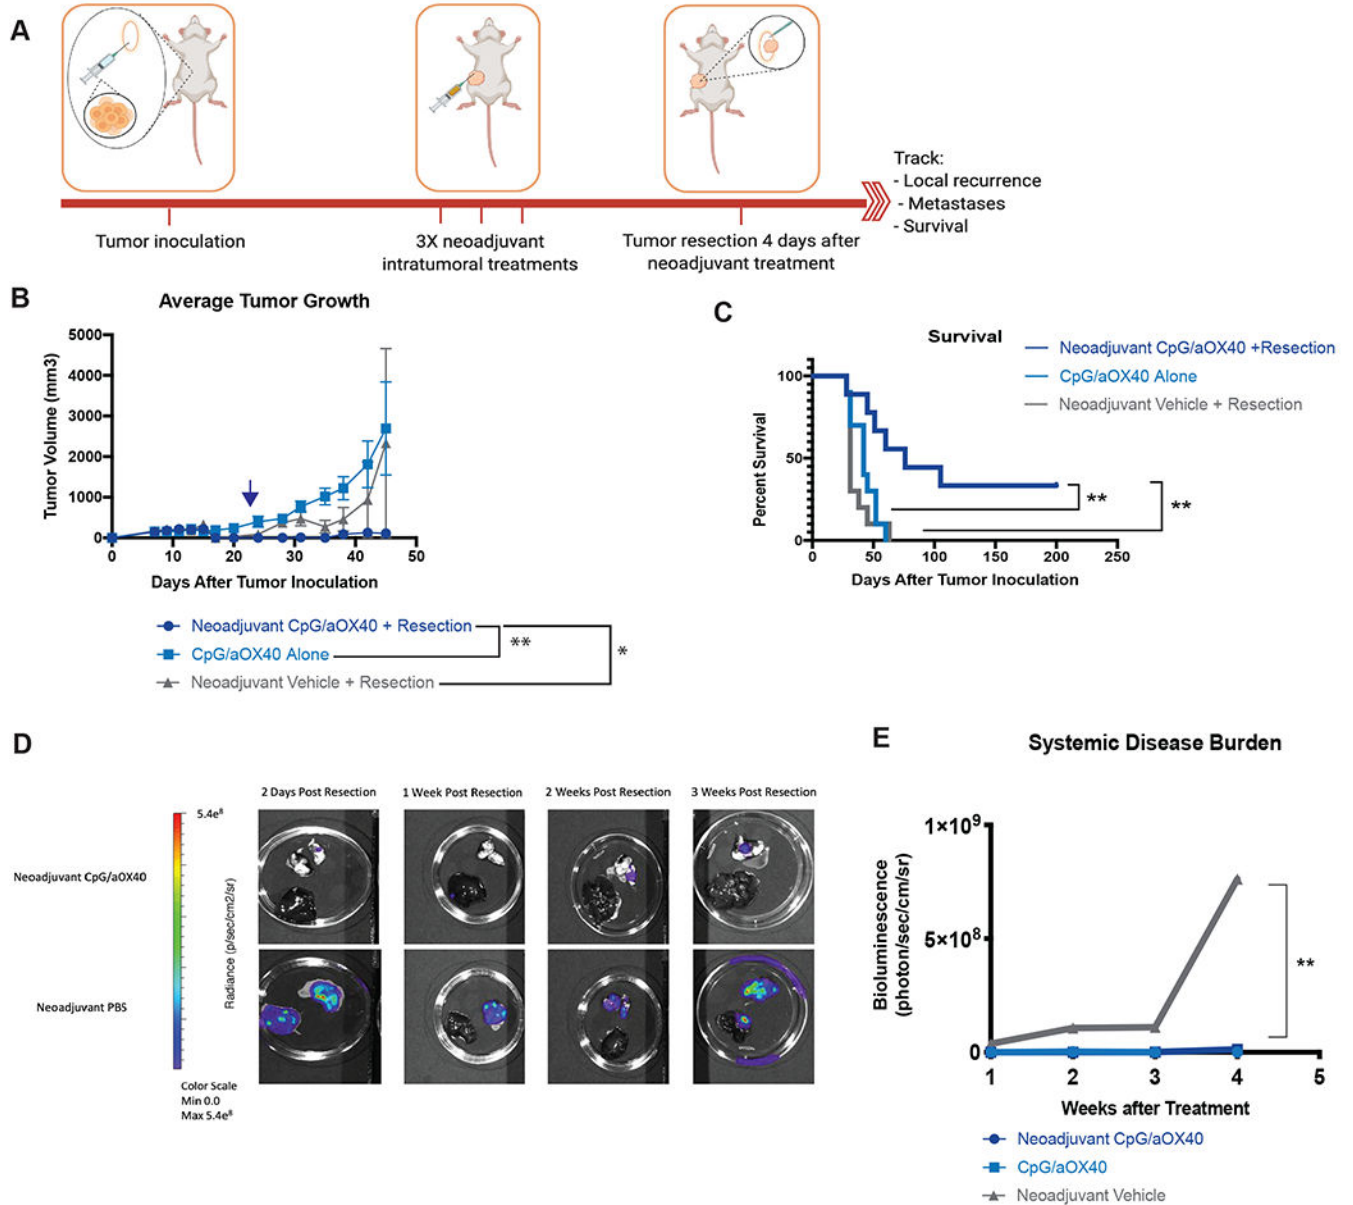 A
Tumor inoculation
3X neoadjuvant
intratumoral treatments
Tumor resection 4 days after
neoadjuvant treatment
Track:
- Local recurrence
- Metastases
- Survival
B
Average Tumor Growth
Tumor Volume (mm3)
5000
4000
3000
2000
1000
0
0
10
20
30
40
50
Days After Tumor Inoculation
Neoadjuvant CpG/aOX40 + Resection
CpG/aOX40 Alone
Neoadjuvant Vehicle + Resection
**
*
C
Survival
Neoadjuvant CpG/aOX40 +Resection
CpG/aOX40 Alone
Neoadjuvant Vehicle + Resection
Percent Survival
100
50
0
0
50
100
150
200
250
Days After Tumor Inoculation
**
**
D
2 Days Post Resection
1 Week Post Resection
2 Weeks Post Resection
3 Weeks Post Resection
5.4e⁸
Neoadjuvant CpG/aOX40
Neoadjuvant PBS
Radiance (p/sec/cm2/sr)
Color Scale
Min 0.0
Max 5.4e⁸
E
Systemic Disease Burden
Bioluminescence
(photon/sec/cm/sr)
1×10⁹
5×10⁸
0
1
2
3
4
5
Weeks after Treatment
**
Neoadjuvant CpG/aOX40
CpG/aOX40
Neoadjuvant Vehicle